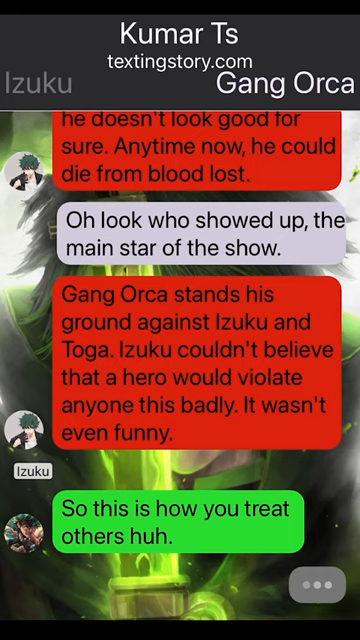 Kumar Ts
textingstory.com
Izuku
Gang Orca
he doesn't look good for
sure. Anytime now, he could
die from blood lost.
Oh look who showed up, the
main star of the show.
Gang Orca stands his
ground against Izuku and
Toga. Izuku couldn't believe
that a hero would violate
anyone this badly. It wasn't
even funny.
Izuku
So this is how you treat
others huh.